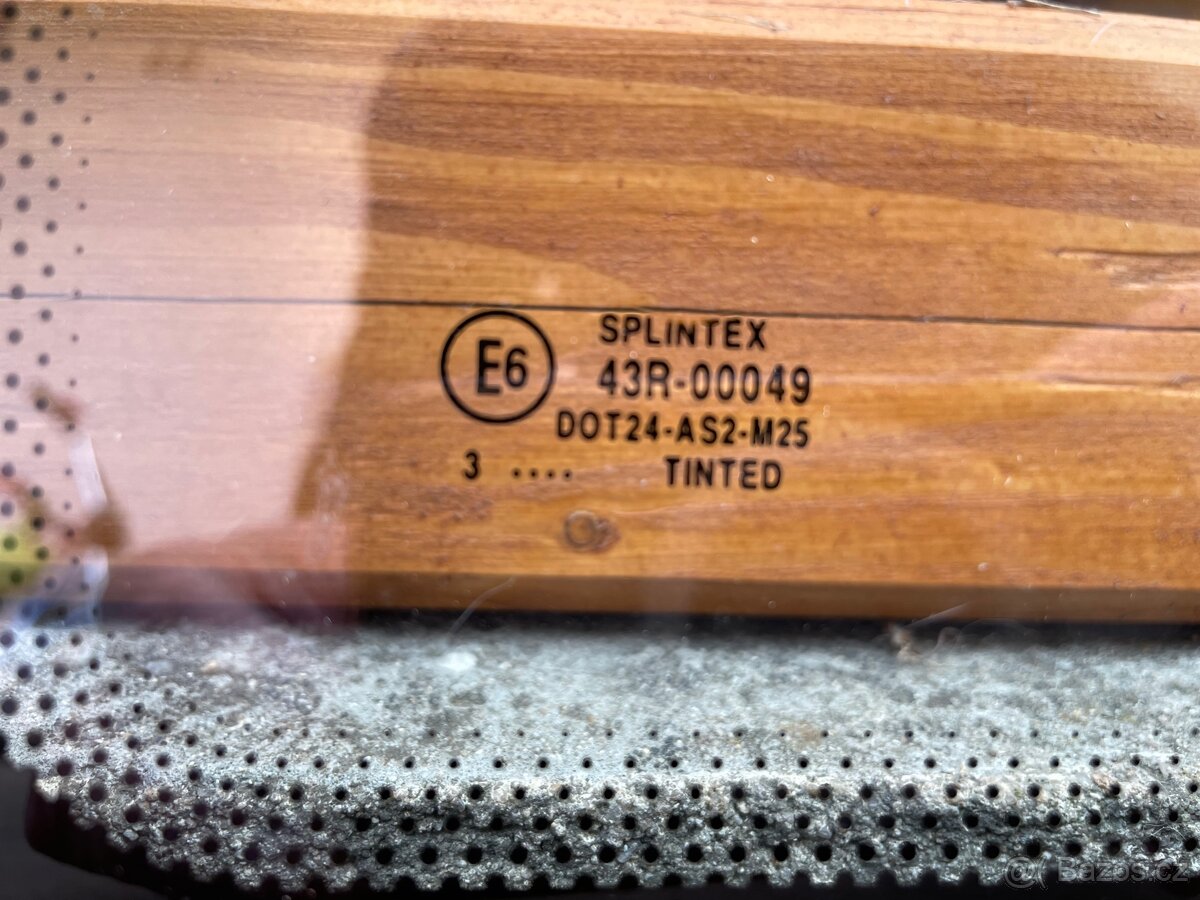 SPLINTEX
E6
43R-00049
DOT24-AS2-M25
3 .... TINTED
Bazos.cz